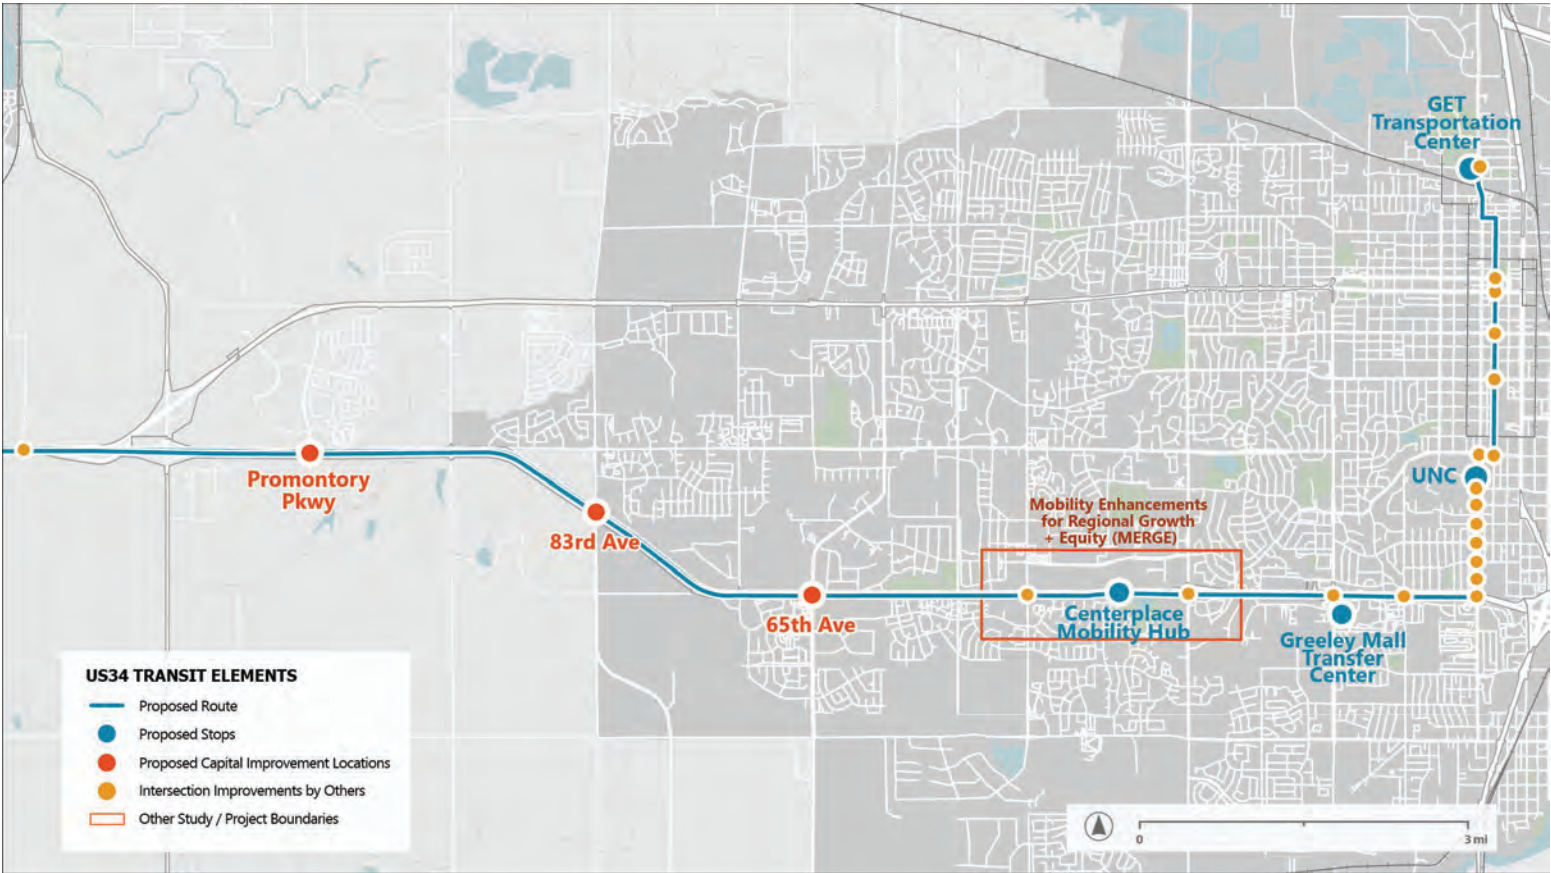 GET
Transportation
Center
UNC
Promontory
Pkwy
83rd Ave
65th Ave
Mobility Enhancements
for Regional Growth
+ Equity (MERGE)
Centerplace
Mobility Hub
Greeley Mall
Transfer
Center
US34 TRANSIT ELEMENTS
Proposed Route
Proposed Stops
Proposed Capital Improvement Locations
Intersection Improvements by Others
Other Study / Project Boundaries
0
3 mi